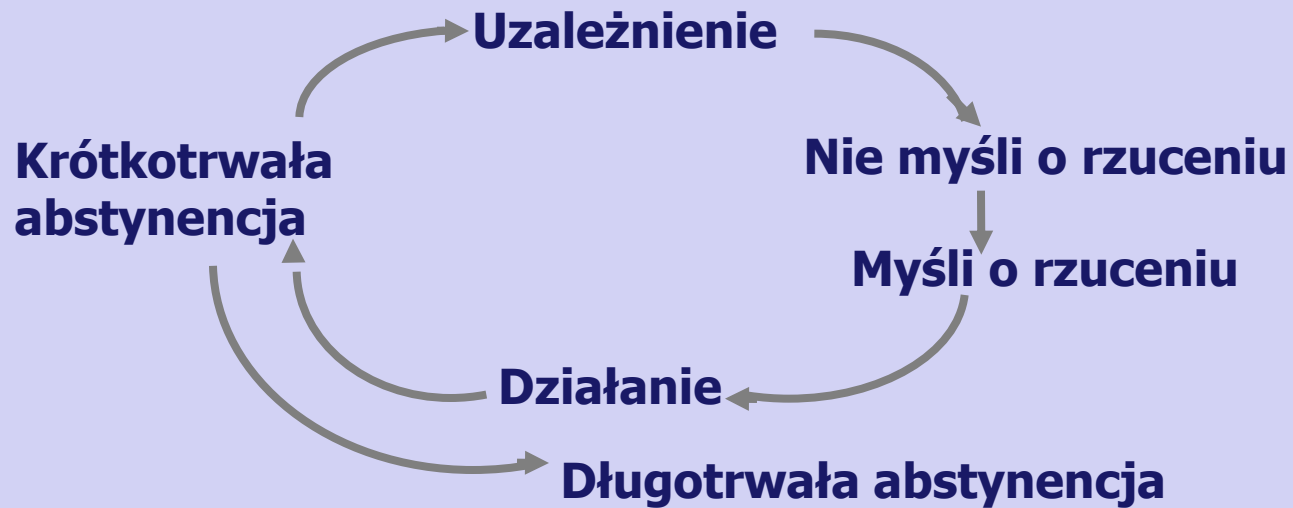 Uzależnienie
Nie myśli o rzuceniu
Myśli o rzuceniu
Działanie
Krótkotrwała
abstynencja
Długotrwała abstynencja